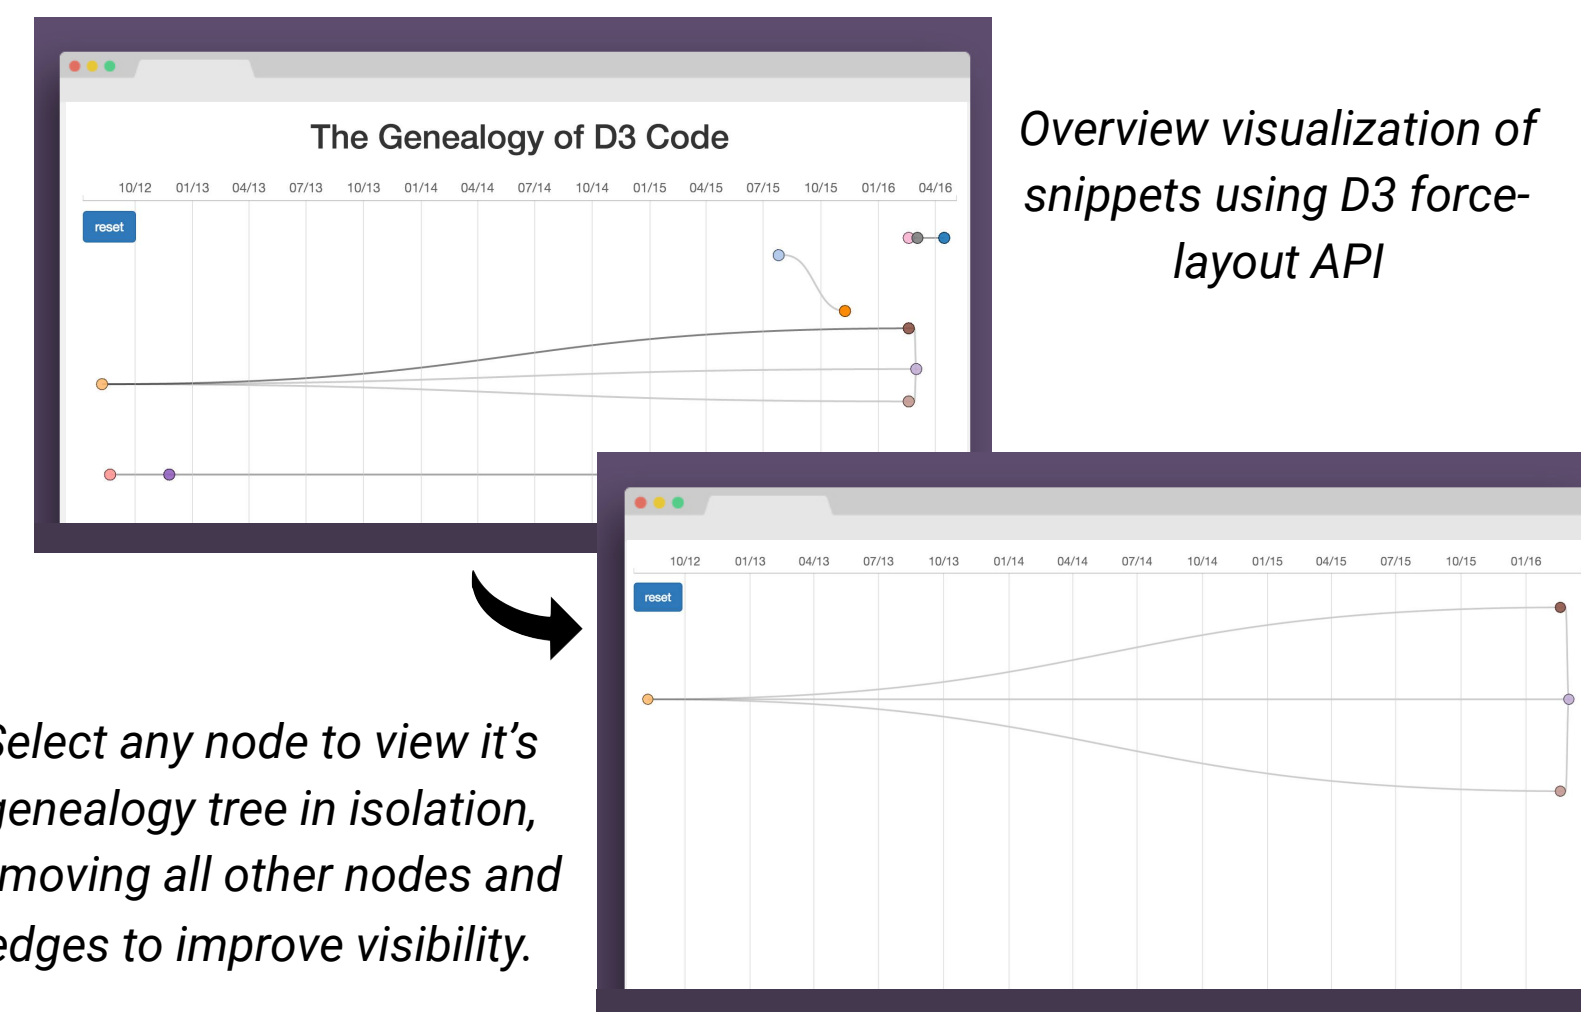 The Genealogy of D3 Code
10/12 01/13 04/13 07/13 10/13 01/14 04/14 07/14 10/14 01/15 04/15 07/15 10/15 01/16 04/16
reset
Overview visualization of
snippets using D3 force-
layout API
10/12 01/13 04/13 07/13 10/13 01/14 04/14 07/14 10/14 01/15 04/15 07/15 10/15 01/16
reset
Select any node to view it’s
genealogy tree in isolation,
moving all other nodes and
edges to improve visibility.